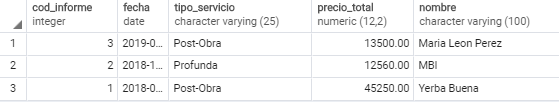 cod_informe fecha tipo_servicio precio_total nombre
integer date character varying (25) numeric (12,2) character varying (100)
1 3 2019-0... Post-Obra 13500.00 Maria Leon Perez
2 2 2018-1... Profunda 12560.00 MBI
3 1 2018-0... Post-Obra 45250.00 Yerba Buena